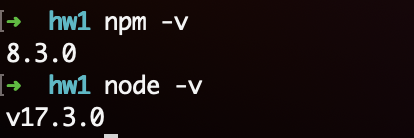 ➜ hw1 npm -v
8.3.0
➜ hw1 node -v
v17.3.0